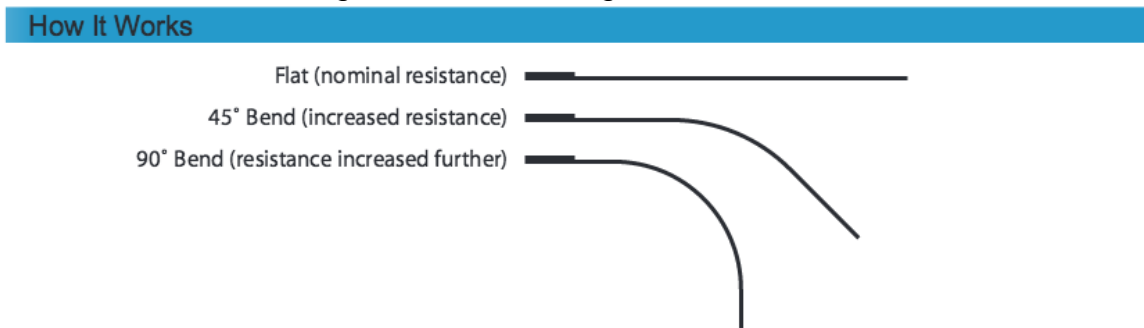 How It Works
Flat (nominal resistance)
45° Bend (increased resistance)
90° Bend (resistance increased further)